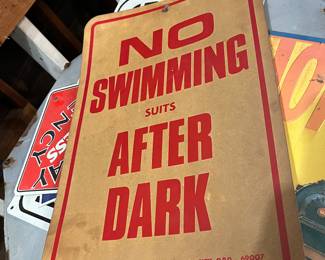 NO
SWIMMING
SUITS
AFTER
DARK